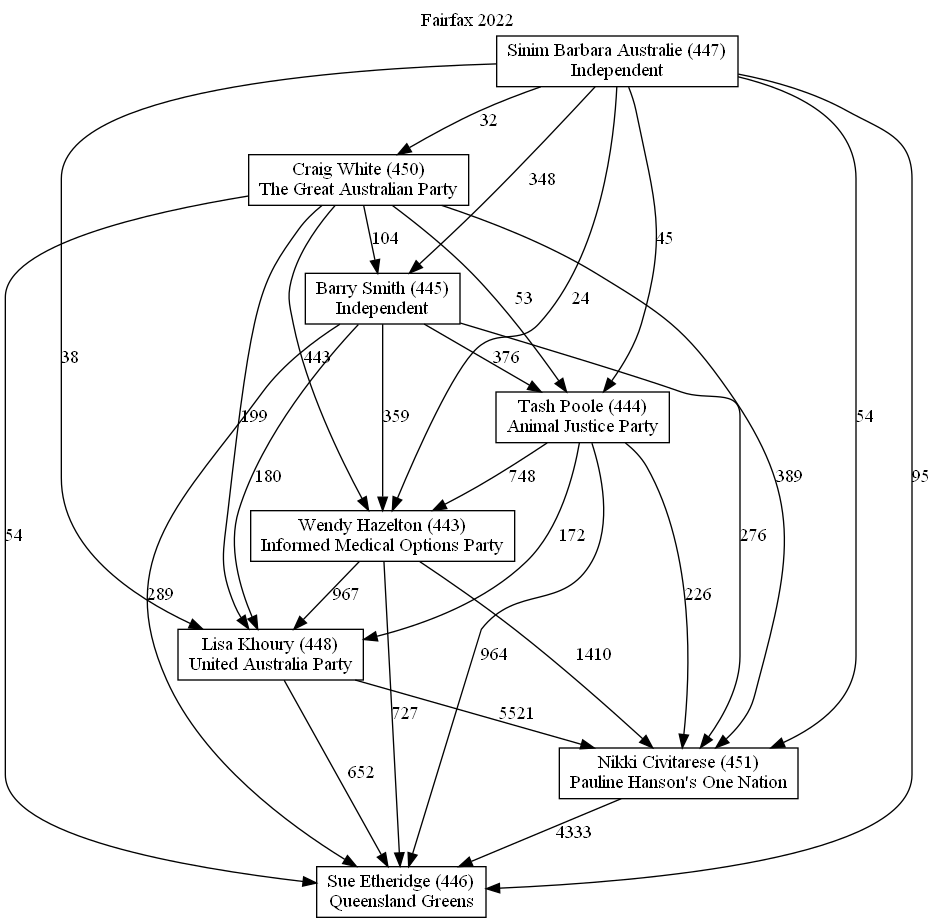 Fairfax 2022
Sinim Barbara Australie (447)
Independent
32
Craig White (450)
The Great Australian Party
348
104
45
Barry Smith (445)
Independent
53
24
38
443
376
Tash Poole (444)
Animal Justice Party
199
359
54
180
748
389
95
Wendy Hazelton (443)
Informed Medical Options Party
54
172
276
289
967
226
Lisa Khoury (448)
United Australia Party
964
1410
727
5521
652
Nikki Civitarese (451)
Pauline Hanson's One Nation
4333
Sue Etheridge (446)
Queensland Greens